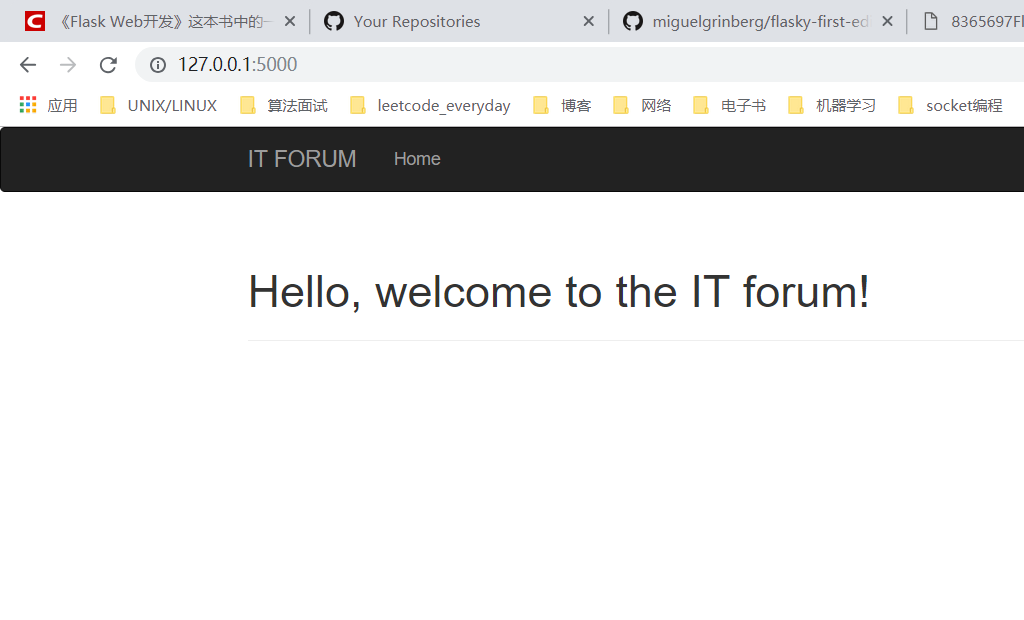 《Flask Web开发》这本书中的一 Your Repositories miguelgrinberg/flasky-first-edi 8365697F
127.0.0.1:5000
应用 UNIX/LINUX 算法面试 leetcode_everyday 博客 网络 电子书 机器学习 socket编程
IT FORUM Home
Hello, welcome to the IT forum!